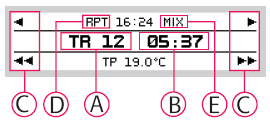 RPT 16:24 MIX
TR 12 05:37
TP 19.0°C
C D A B E C